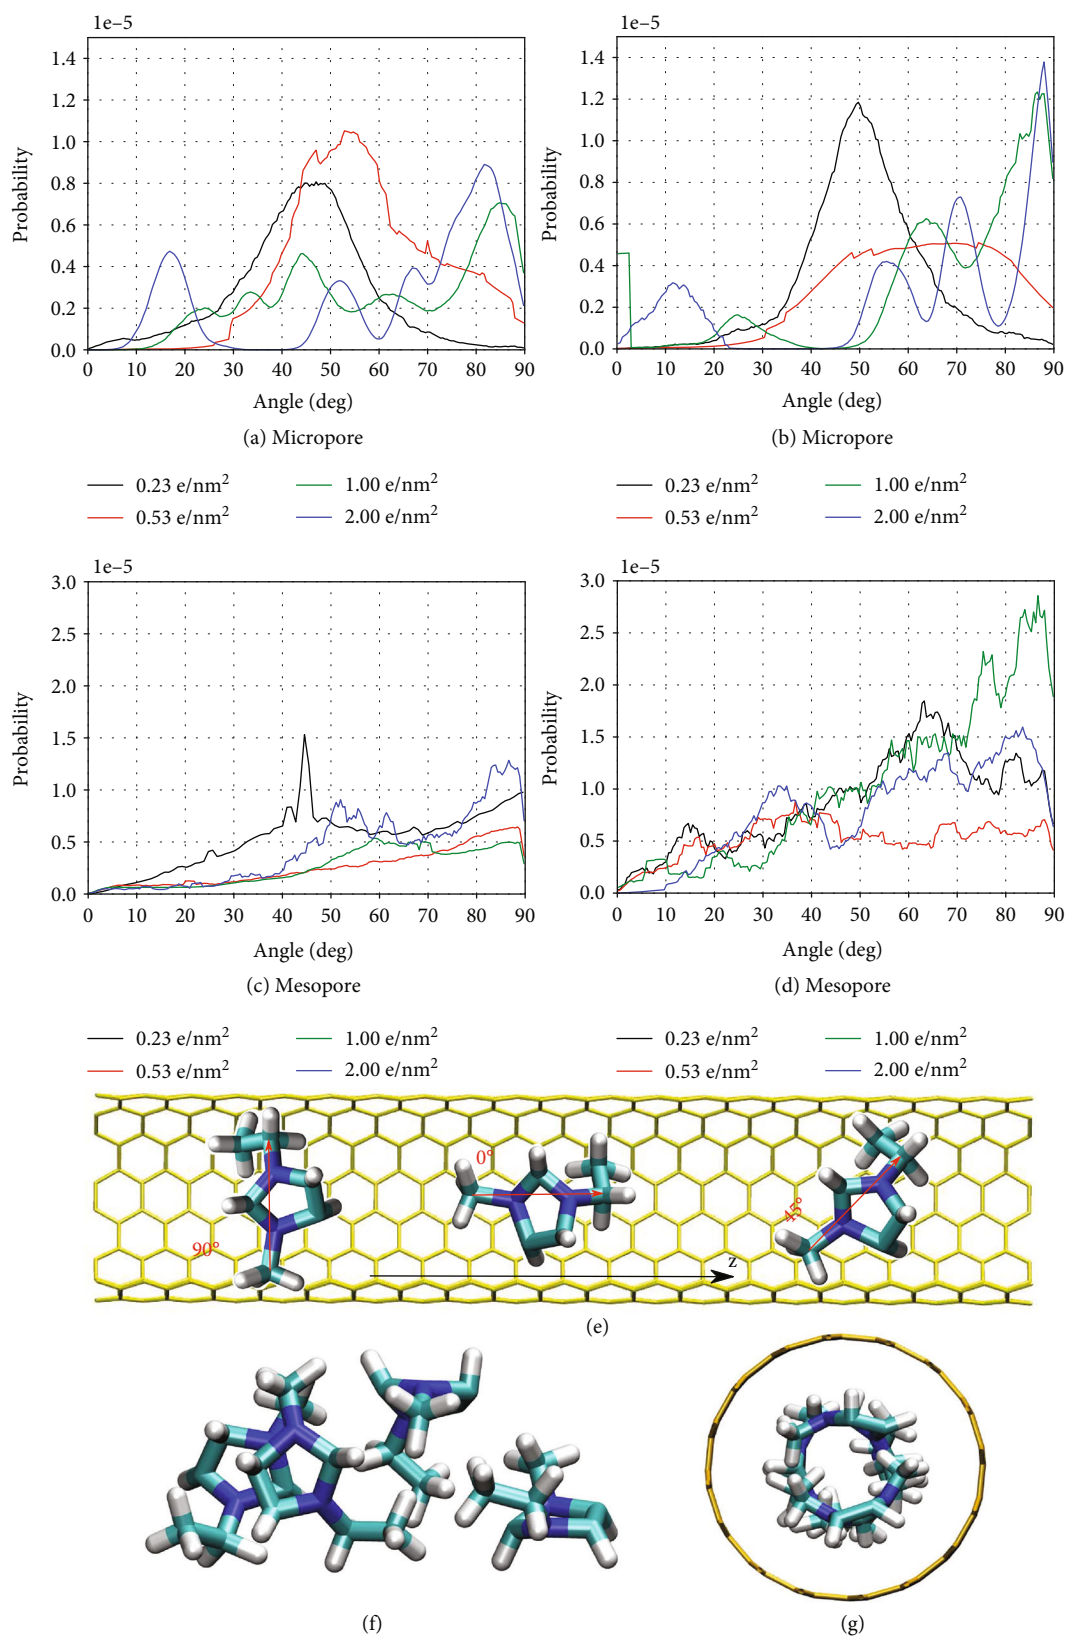 1e–5
1.4
1.2
1.0
0.8
0.6
0.4
0.2
0.0
Probability
0 10 20 30 40 50 60 70 80 90
Angle (deg)
(a) Micropore
0.23 e/nm²
0.53 e/nm²
1.00 e/nm²
2.00 e/nm²
1e–5
1.4
1.2
1.0
0.8
0.6
0.4
0.2
0.0
Probability
0 10 20 30 40 50 60 70 80 90
Angle (deg)
(b) Micropore
0.23 e/nm²
0.53 e/nm²
1.00 e/nm²
2.00 e/nm²
1e–5
3.0
2.5
2.0
1.5
1.0
0.5
0.0
Probability
0 10 20 30 40 50 60 70 80 90
Angle (deg)
(c) Mesopore
0.23 e/nm²
0.53 e/nm²
1.00 e/nm²
2.00 e/nm²
1e–5
3.0
2.5
2.0
1.5
1.0
0.5
0.0
Probability
0 10 20 30 40 50 60 70 80 90
Angle (deg)
(d) Mesopore
0.23 e/nm²
0.53 e/nm²
1.00 e/nm²
2.00 e/nm²
90°
0°
45°
z
(e)
(f)
(g)